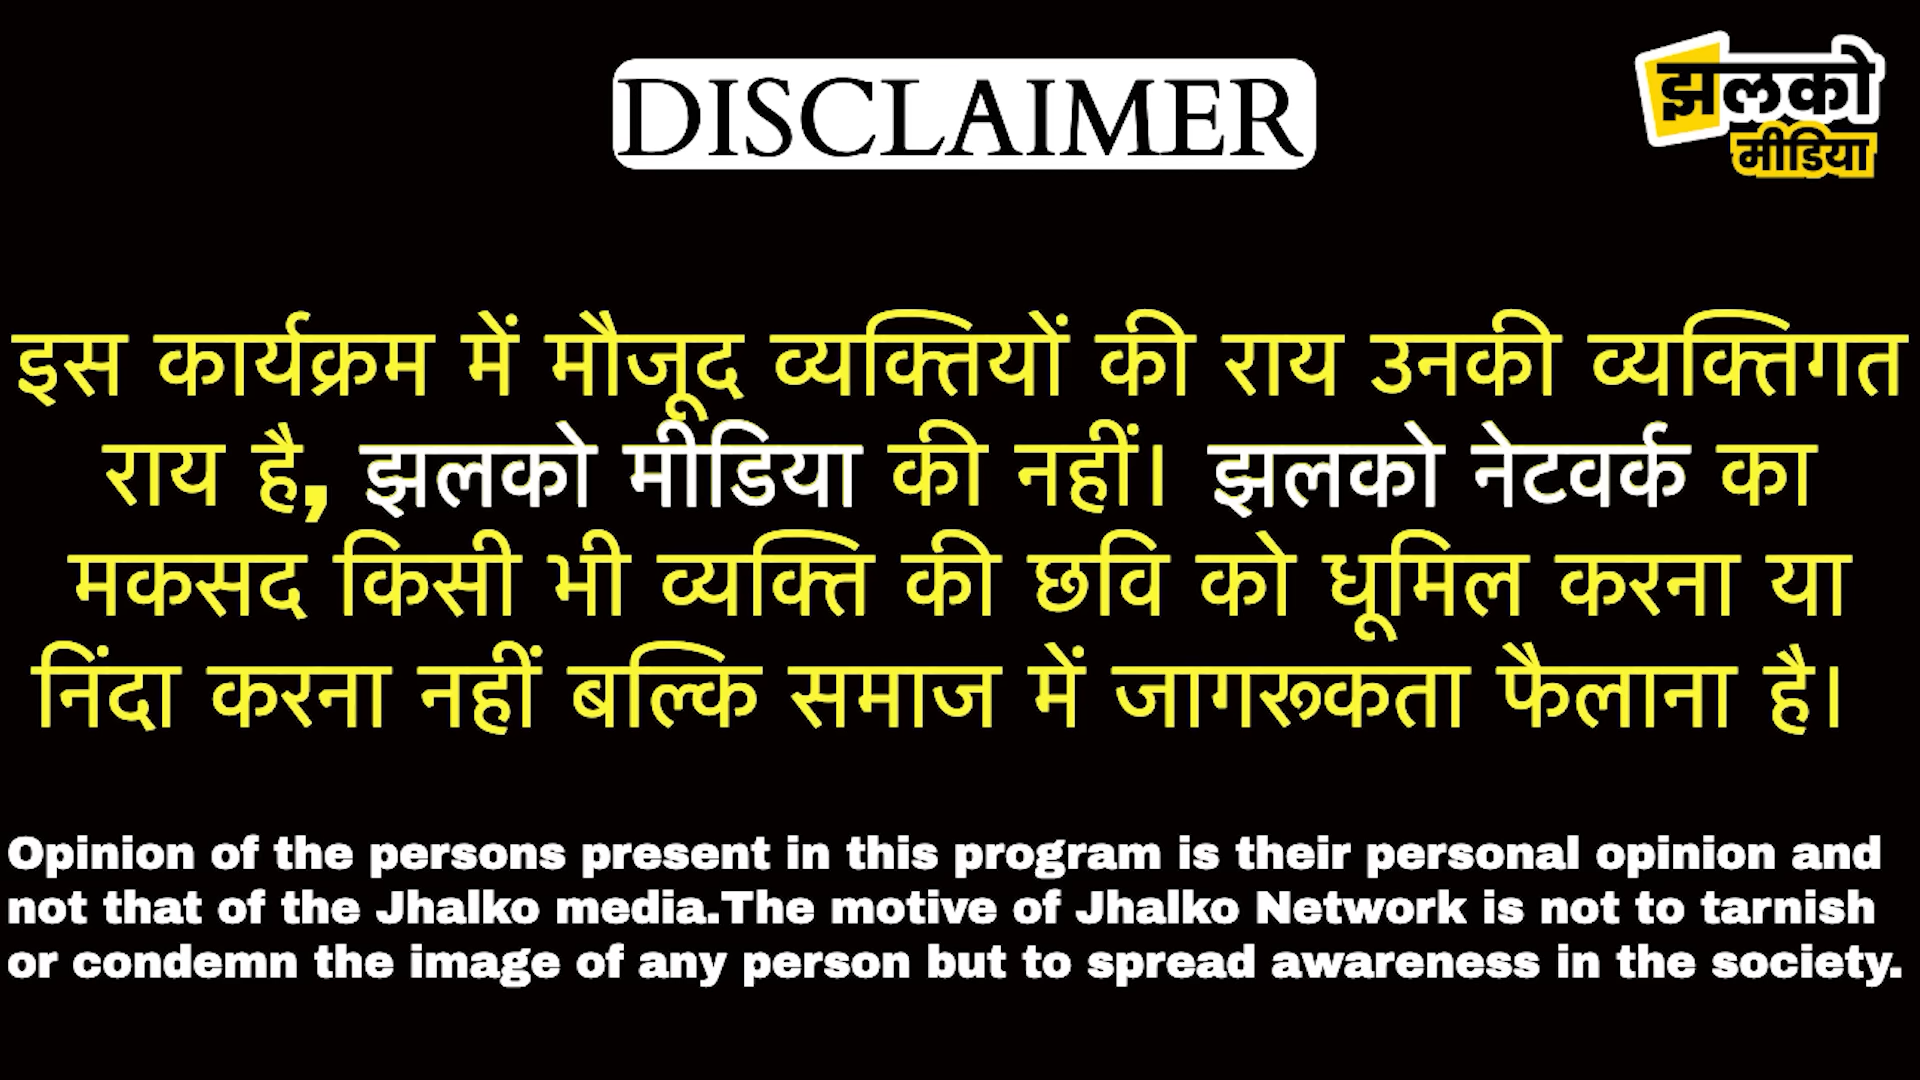 DISCLAIMER
झलको
मीडिया
इस कार्यक्रम में मौजूद व्यक्तियों की राय उनकी व्यक्तिगत
राय है, झलको मीडिया की नहीं। झलको नेटवर्क का
मकसद किसी भी व्यक्ति की छवि को धूमिल करना या
निंदा करना नहीं बल्कि समाज में जागरूकता फैलाना है।
Opinion of the persons present in this program is their personal opinion and
not that of the Jhalko media.The motive of Jhalko Network is not to tarnish
or condemn the image of any person but to spread awareness in the society.